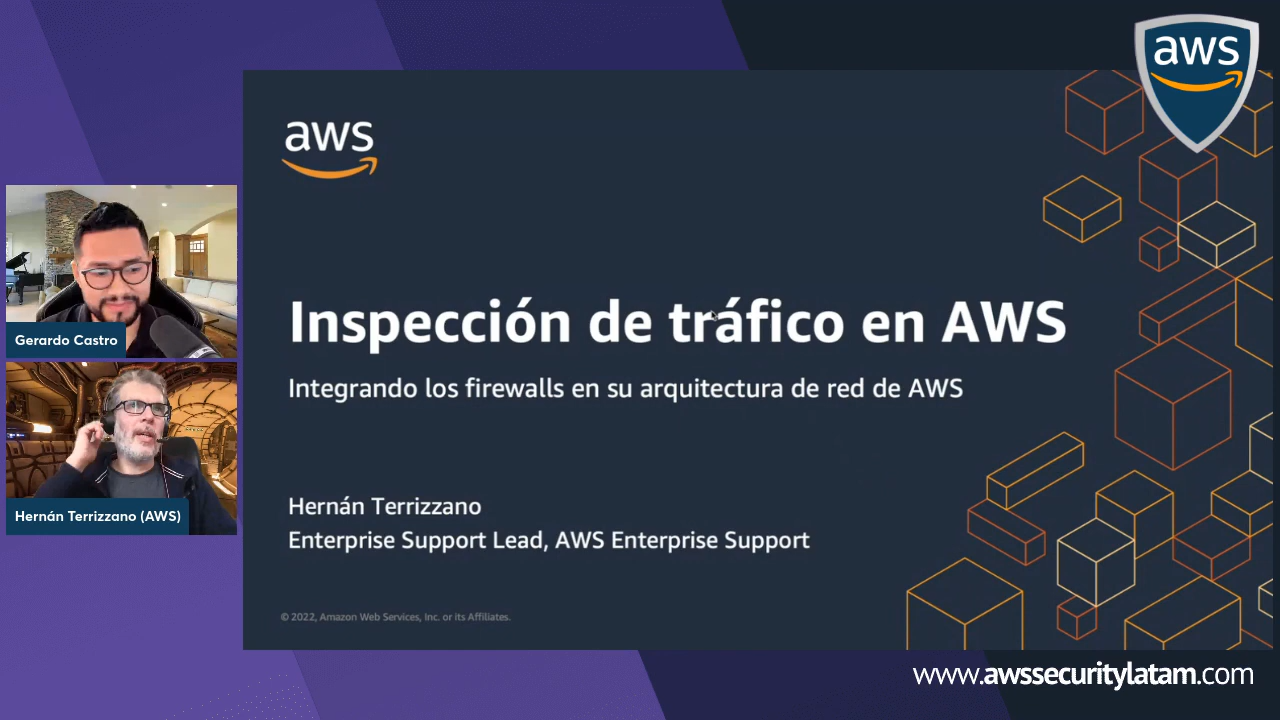 aws
aws
Inspección de tráfico en AWS
Integrando los firewalls en su arquitectura de red de AWS
Gerardo Castro
Hernán Terrizzano (AWS)
Hernán Terrizzano
Enterprise Support Lead, AWS Enterprise Support
© 2022, Amazon Web Services, Inc. or its Affiliates.
www.awssecuritylatam.com